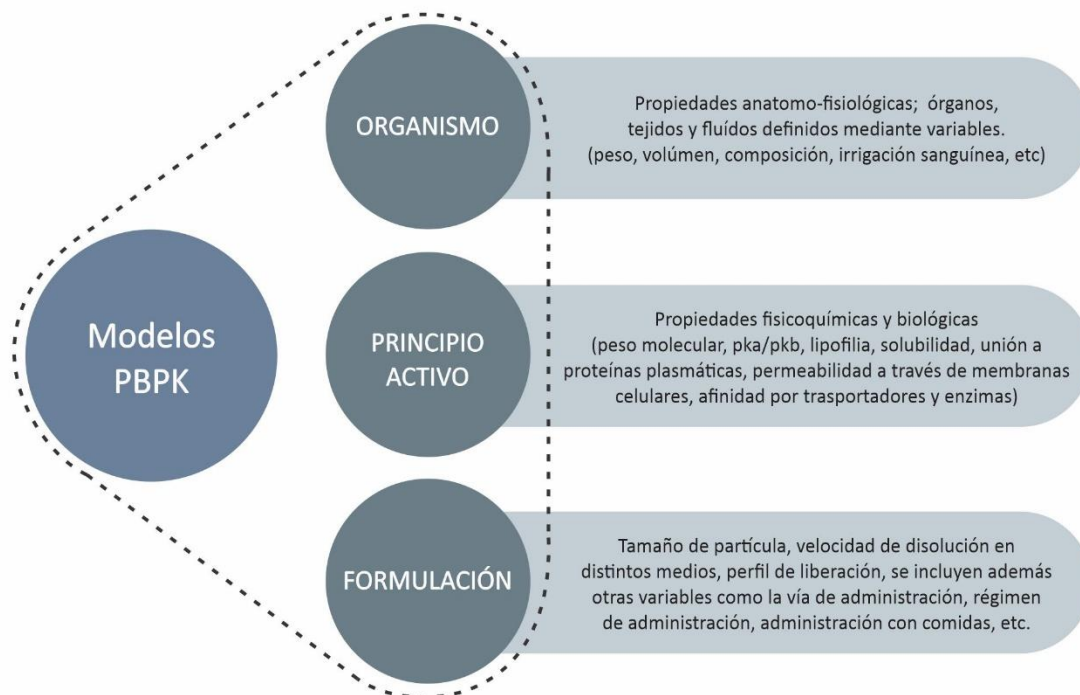 Modelos
PBPK
ORGANISMO
Propiedades anatomo-fisiológicas;  órganos,
tejidos y fluídos definidos mediante variables.
(peso, volúmen, composición, irrigación sanguínea, etc)
PRINCIPIO
ACTIVO
Propiedades fisicoquímicas y biológicas
(peso molecular, pka/pkb, lipofilia, solubilidad, unión a
proteínas plasmáticas, permeabilidad a través de membranas
celulares, afinidad por trasportadores y enzimas)
FORMULACIÓN
Tamaño de partícula, velocidad de disolución en
distintos medios, perfil de liberación, se incluyen además
otras variables como la vía de administración, régimen
de administración, administración con comidas, etc.